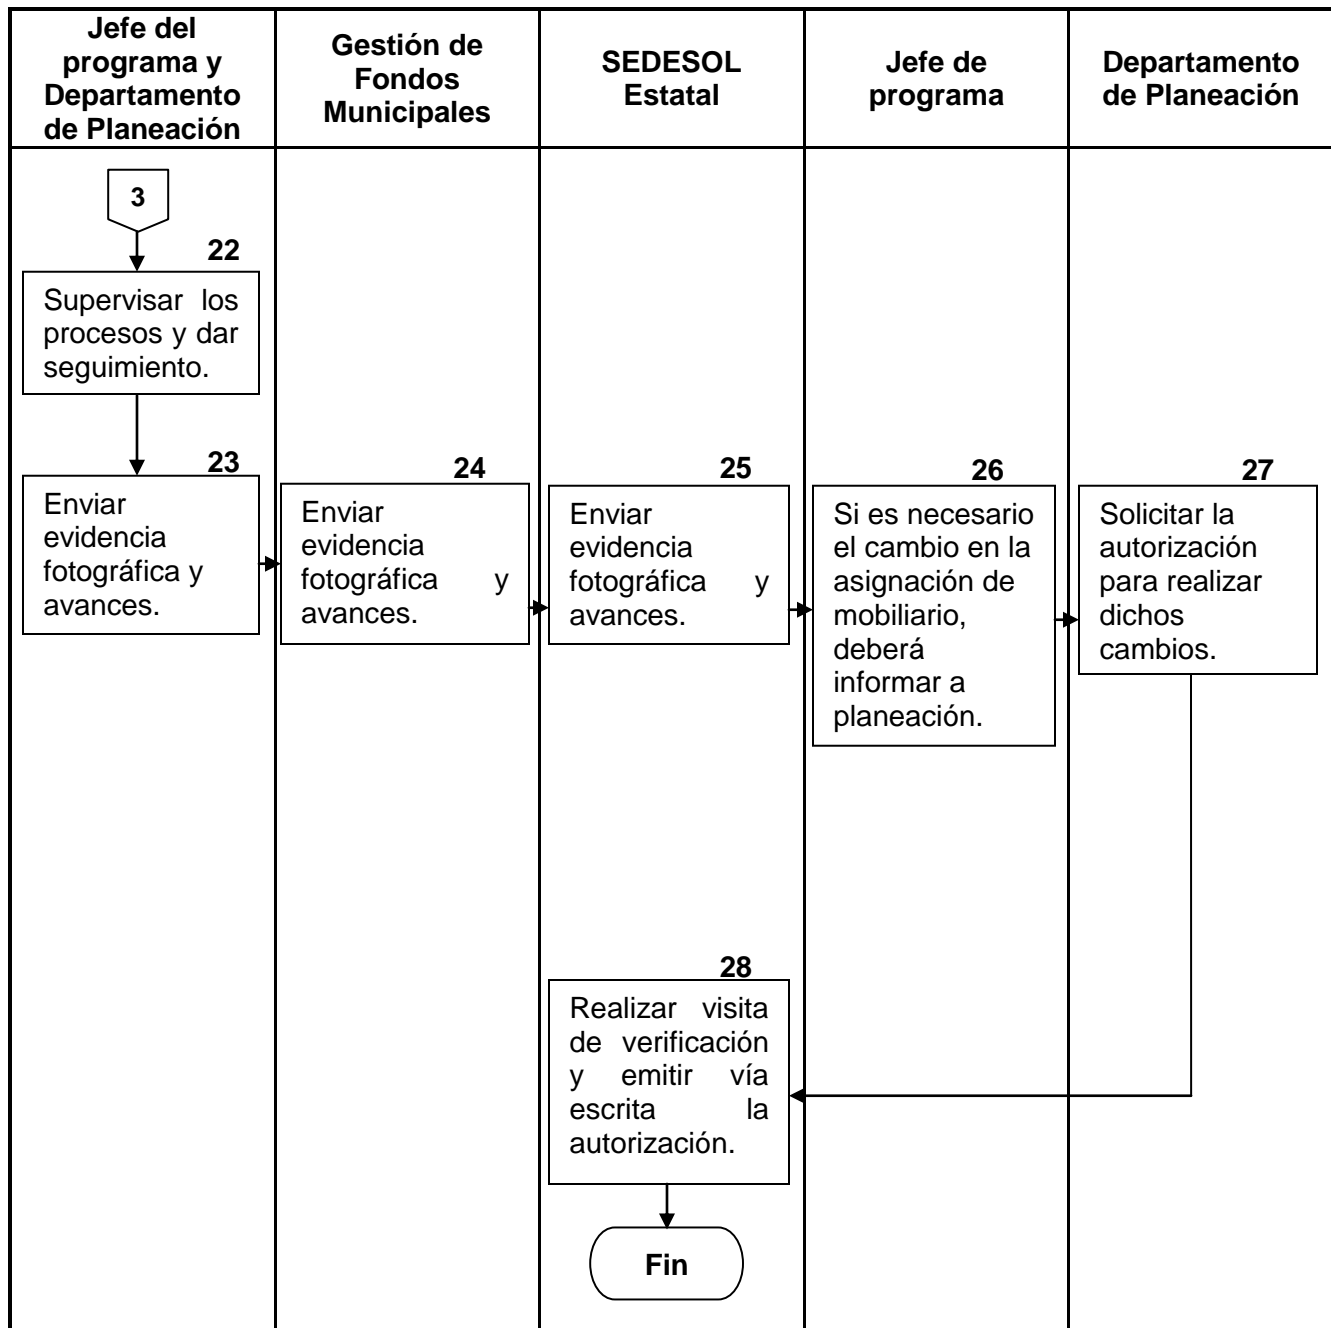 Jefe del
programa y
Departamento
de Planeación
Gestión de
Fondos
Municipales
SEDESOL
Estatal
Jefe de
programa
Departamento
de Planeación
3
22
Supervisar los
procesos y dar
seguimiento.
23
Enviar
evidencia
fotográfica y
avances.
24
Enviar
evidencia
fotográfica y
avances.
25
Enviar
evidencia
fotográfica y
avances.
26
Si es necesario
el cambio en la
asignación de
mobiliario,
deberá
informar a
planeación.
27
Solicitar la
autorización
para realizar
dichos
cambios.
28
Realizar visita
de verificación
y emitir vía
escrita la
autorización.
Fin